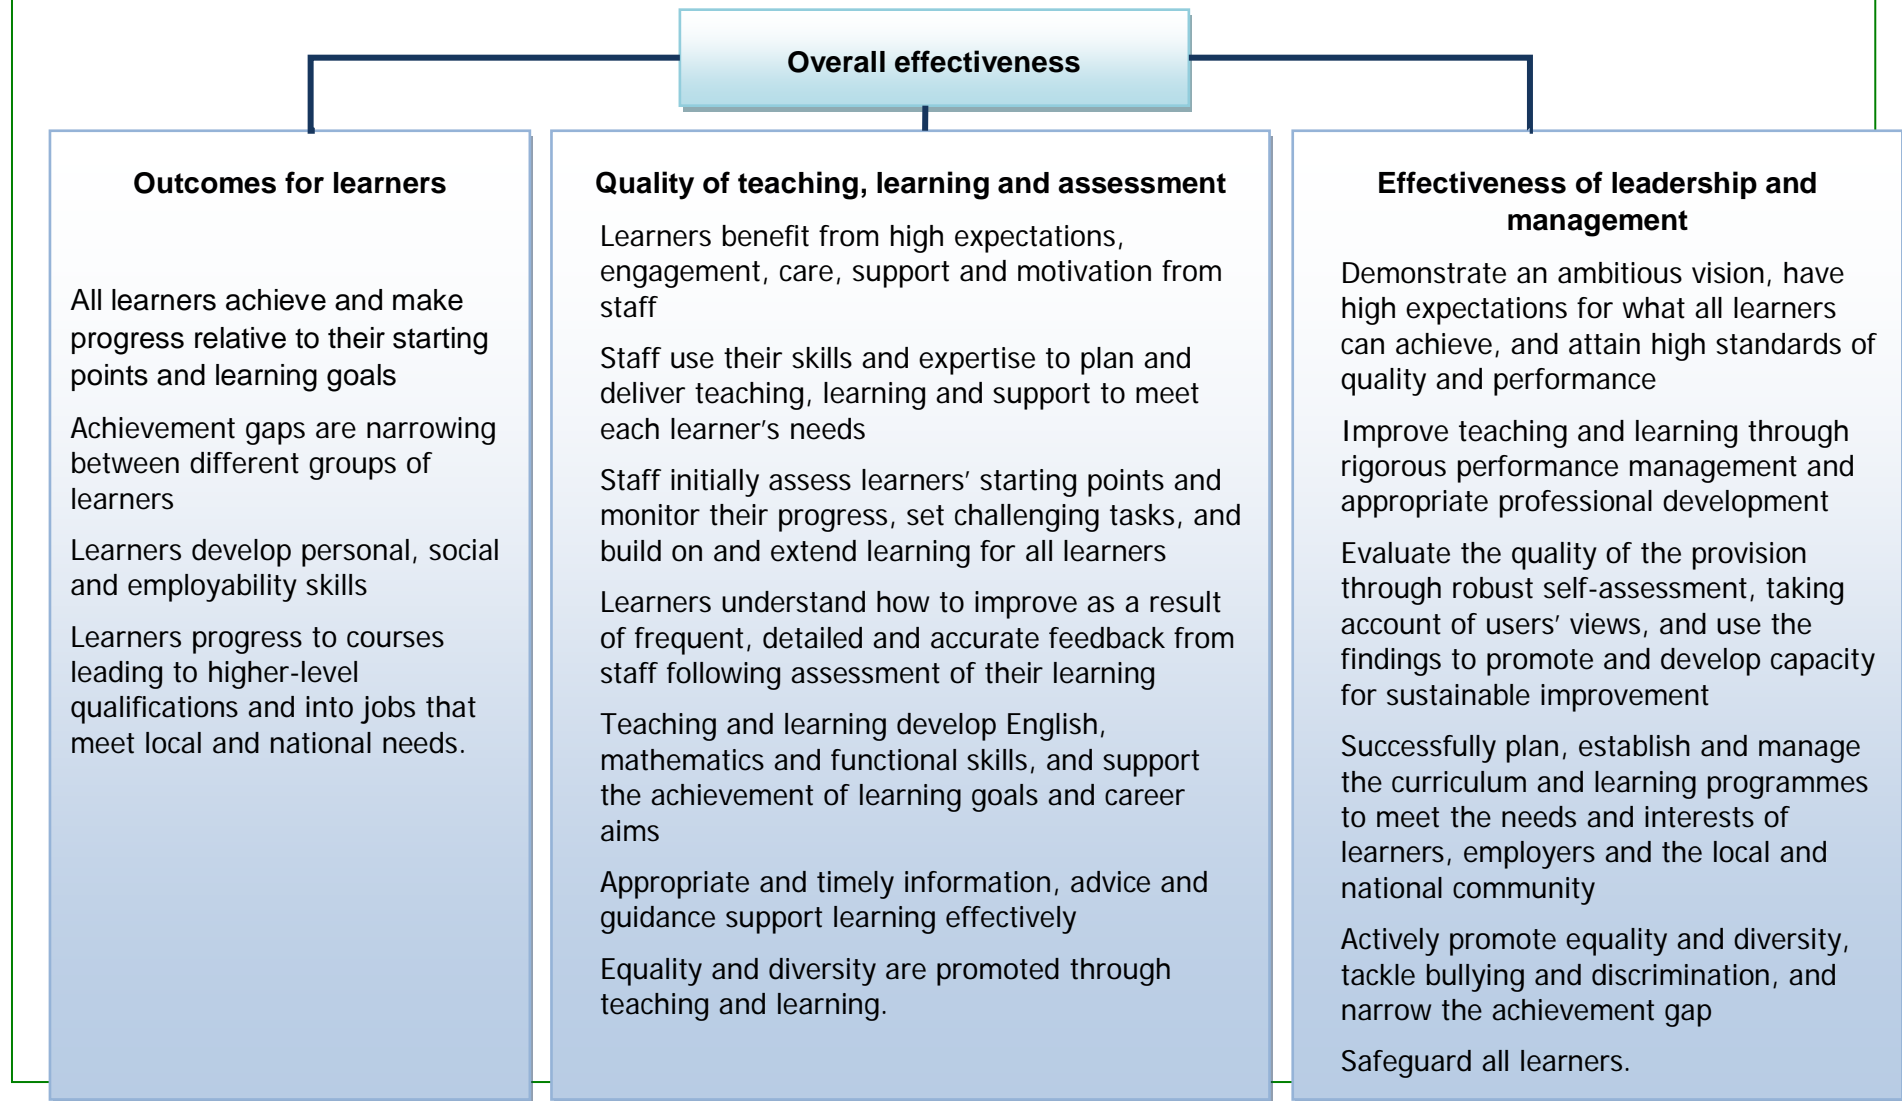 Overall effectiveness
Outcomes for learners
All learners achieve and make
progress relative to their starting
points and learning goals
Achievement gaps are narrowing
between different groups of
learners
Learners develop personal, social
and employability skills
Learners progress to courses
leading to higher-level
qualifications and into jobs that
meet local and national needs.
Quality of teaching, learning and assessment
Learners benefit from high expectations,
engagement, care, support and motivation from
staff
Staff use their skills and expertise to plan and
deliver teaching, learning and support to meet
each learner’s needs
Staff initially assess learners’ starting points and
monitor their progress, set challenging tasks, and
build on and extend learning for all learners
Learners understand how to improve as a result
of frequent, detailed and accurate feedback from
staff following assessment of their learning
Teaching and learning develop English,
mathematics and functional skills, and support
the achievement of learning goals and career
aims
Appropriate and timely information, advice and
guidance support learning effectively
Equality and diversity are promoted through
teaching and learning.
Effectiveness of leadership and
management
Demonstrate an ambitious vision, have
high expectations for what all learners
can achieve, and attain high standards of
quality and performance
Improve teaching and learning through
rigorous performance management and
appropriate professional development
Evaluate the quality of the provision
through robust self-assessment, taking
account of users’ views, and use the
findings to promote and develop capacity
for sustainable improvement
Successfully plan, establish and manage
the curriculum and learning programmes
to meet the needs and interests of
learners, employers and the local and
national community
Actively promote equality and diversity,
tackle bullying and discrimination, and
narrow the achievement gap
Safeguard all learners.